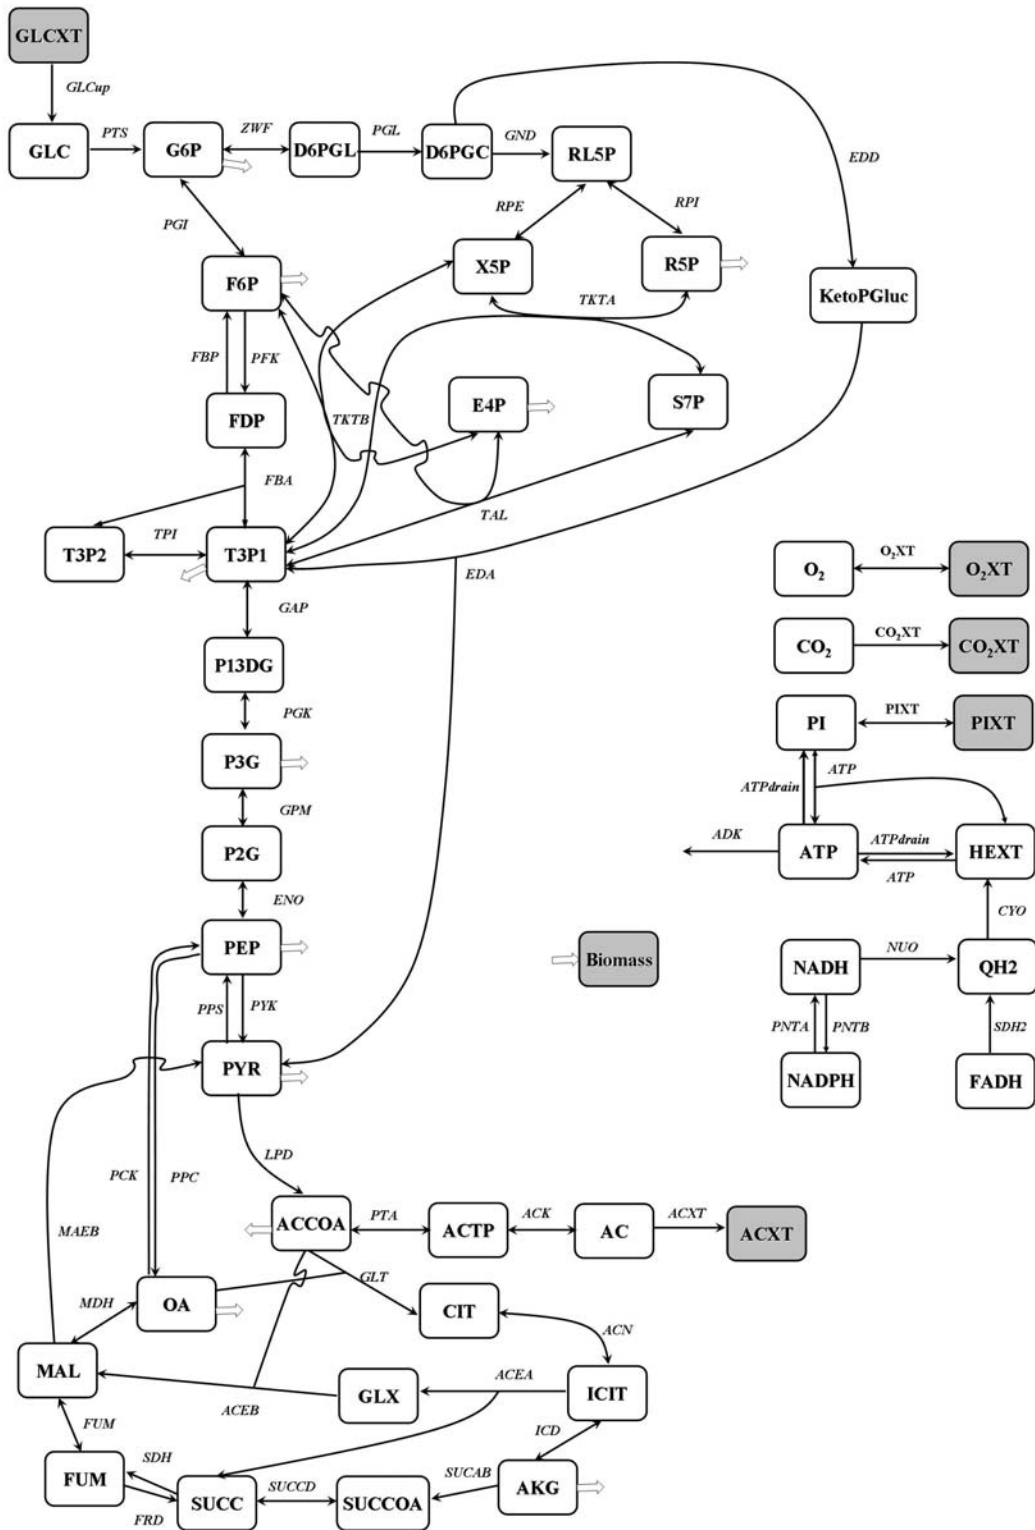 GLCXT
GLCup
GLC
PTS
G6P
ZWF
D6PGL
PGL
D6PGC
GND
RL5P
EDD
PGI
RPE
RPI
F6P
X5P
R5P
KetoPGluc
TKTA
FBP
PFK
FDP
TKTB
E4P
S7P
FBA
TAL
T3P2
TPI
T3P1
EDA
O₂
O₂XT
O₂XT
GAP
P13DG
CO₂
CO₂XT
CO₂XT
PGK
PI
PIXT
PIXT
P3G
ATPdrain
ATP
GPM
ADK
ATP
ATPdrain
ATP
HEXT
P2G
ENO
CYO
PEP
Biomass
NADH
NUO
QH2
PPS
PYK
PNTA
PNTB
SDH2
PYR
NADPH
FADH
LPD
PCK
PPC
MAEB
ACCOA
PTA
ACTP
ACK
AC
ACXT
ACXT
GLT
MDH
OA
CIT
ACN
MAL
ACEB
GLX
ACEA
ICIT
FUM
ICD
SDH
FUM
FRD
SUCC
SUCCD
SUCCOA
SUCAB
AKG